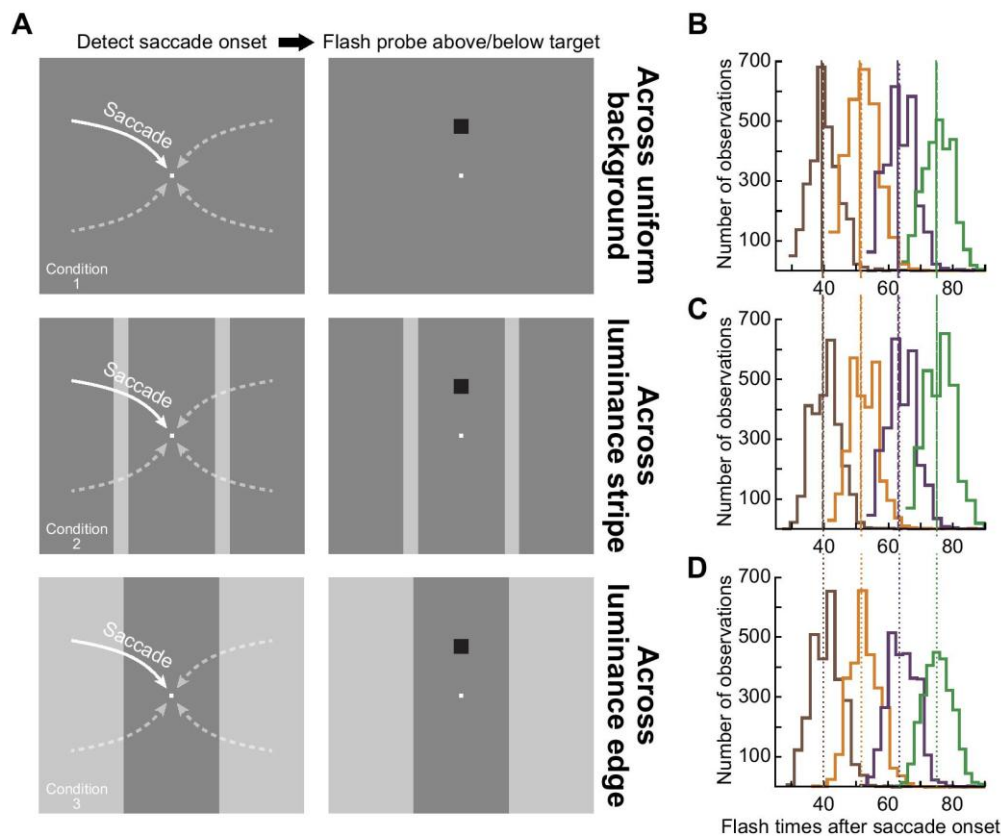 A
Detect saccade onset
Flash probe above/below target
Saccade
Condition
1
Across uniform
background
Saccade
Condition
2
Across
luminance stripe
Saccade
Condition
3
Across
luminance edge
B
Number of observations
700
500
300
100
40
60
80
C
Number of observations
700
500
300
100
40
60
80
D
Number of observations
700
500
300
100
40
60
80
Flash times after saccade onset